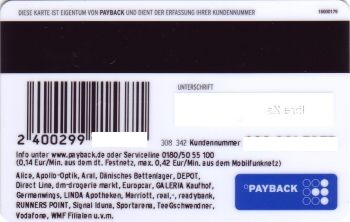 DIESE KARTE IST EIGENTUM VON PAYBACK UND DIENT DER ERFASSUNG IHRER KUNDENNUMMER
UNTERSCHRIFT
2 400299
308 342 Kundennummer
Info unter www.payback.de oder Serviceline 0180/50 55 100
(0,14 Eur/Min. aus dem dt. Festnetz, max. 0,42 Eur/Min. aus dem Mobilfunknetz)
Alice, Apollo-Optik, Aral, Dänisches Bettenlager, DEPOT,
Direct Line, dm-drogerie markt, Europcar, GALERIA Kaufhof,
Germanwings, LINDA Apotheken, Marriott, real,-, readybank,
RUNNERS POINT, Signal Iduna, Sportarena, TeeGschwendner,
Vodafone, WMF Filialen u.v.m.
PAYBACK